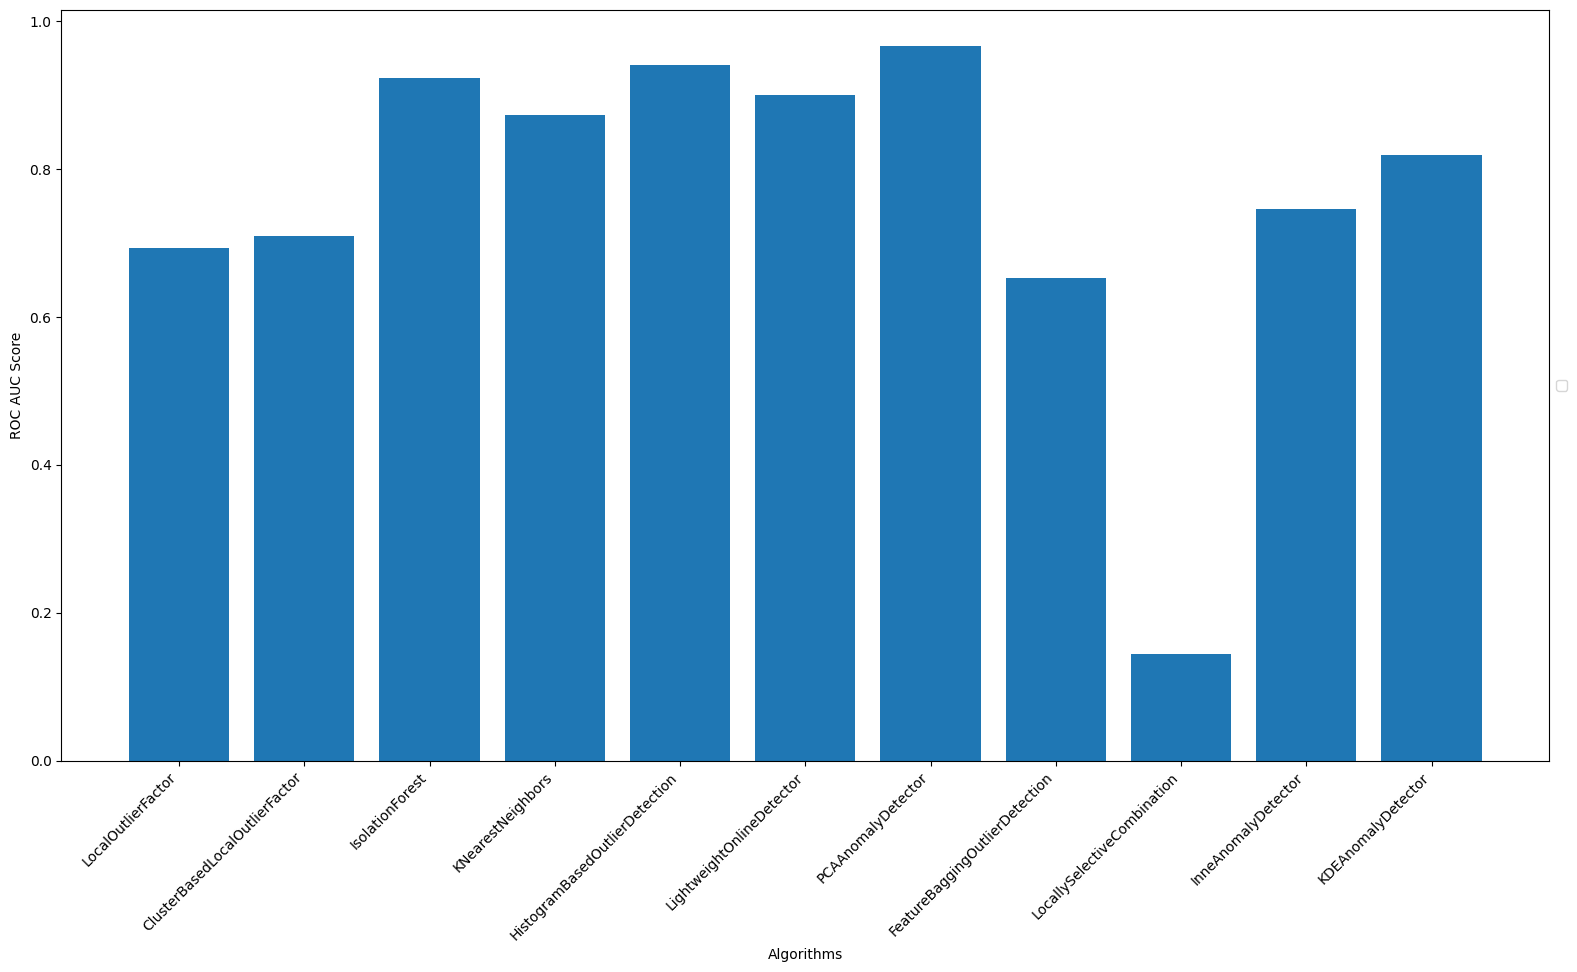 1.0
0.8
0.6
0.4
0.2
0.0
ROC AUC Score
LocalOutlierFactor
ClusterBasedLocalOutlierFactor
IsolationForest
KNearestNeighbors
HistogramBasedOutlierDetection
LightweightOnlineDetector
PCAAnomalyDetector
FeatureBaggingOutlierDetection
LocallySelectiveCombination
InneAnomalyDetector
KDEAnomalyDetector
Algorithms